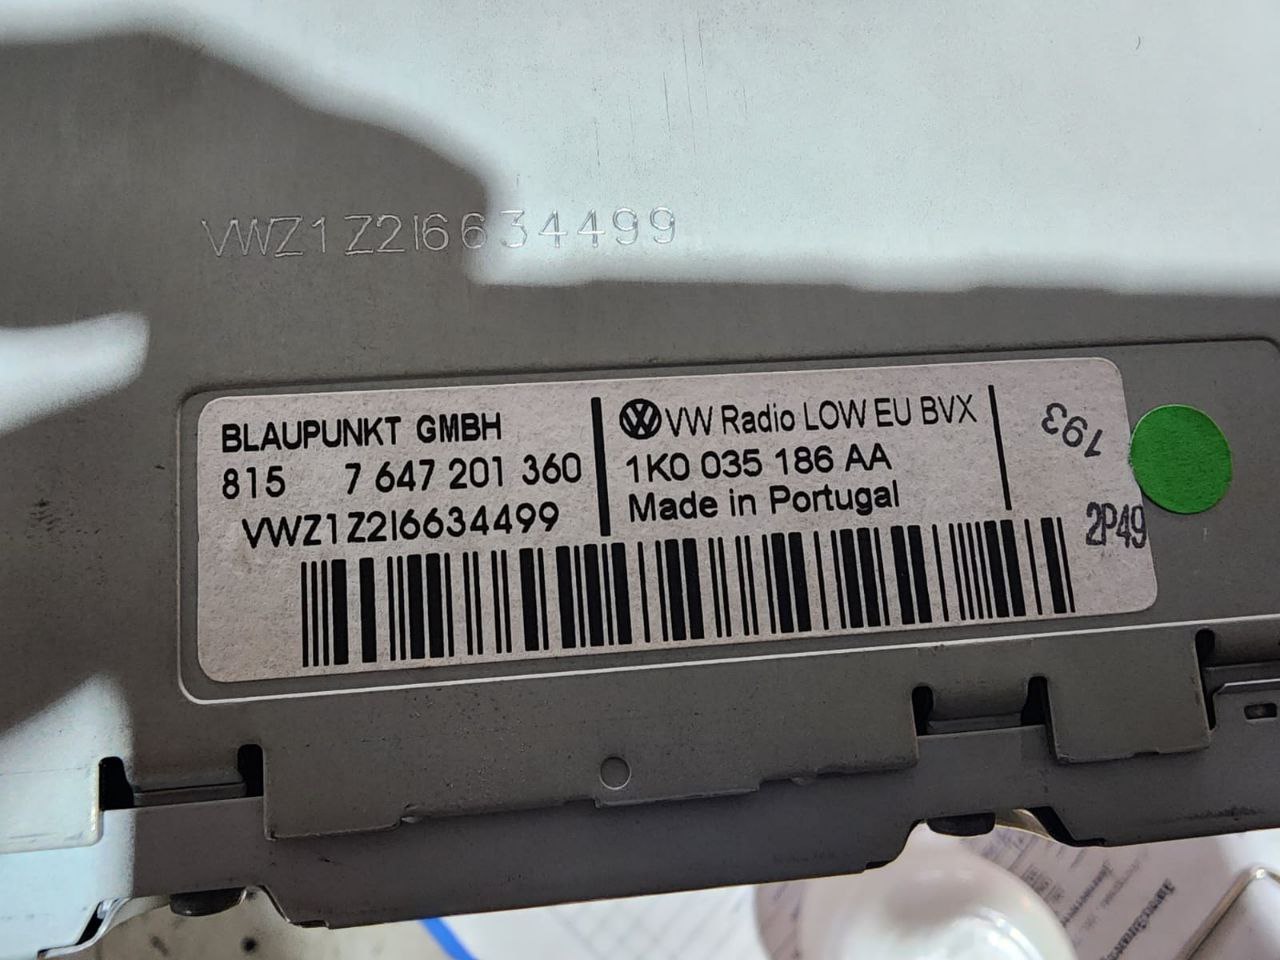 VWZ1Z2I6634499
BLAUPUNKT GMBH
815 7 647 201 360
VWZ1Z2I6634499
VW Radio LOW EU BVX
1K0 035 186 AA
Made in Portugal
193
2P49